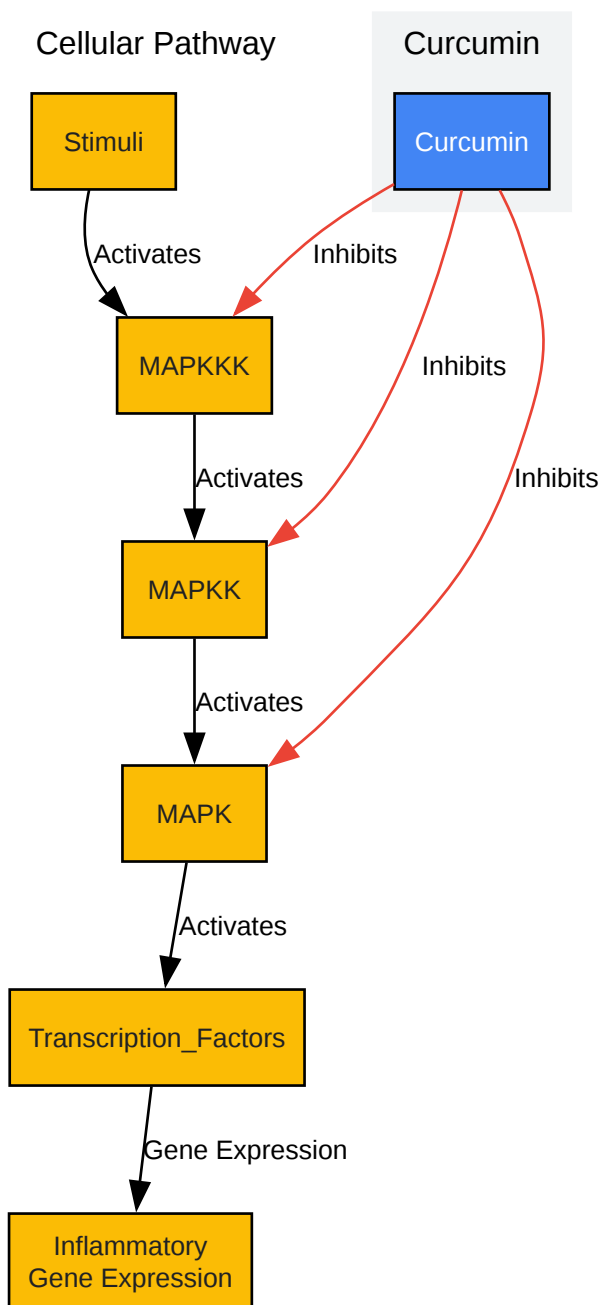 Cellular Pathway
Curcumin
Stimuli
Curcumin
Activates
Inhibits
MAPKKK
Inhibits
Activates
Inhibits
MAPKK
Activates
MAPK
Activates
Transcription_Factors
Gene Expression
Inflammatory
Gene Expression